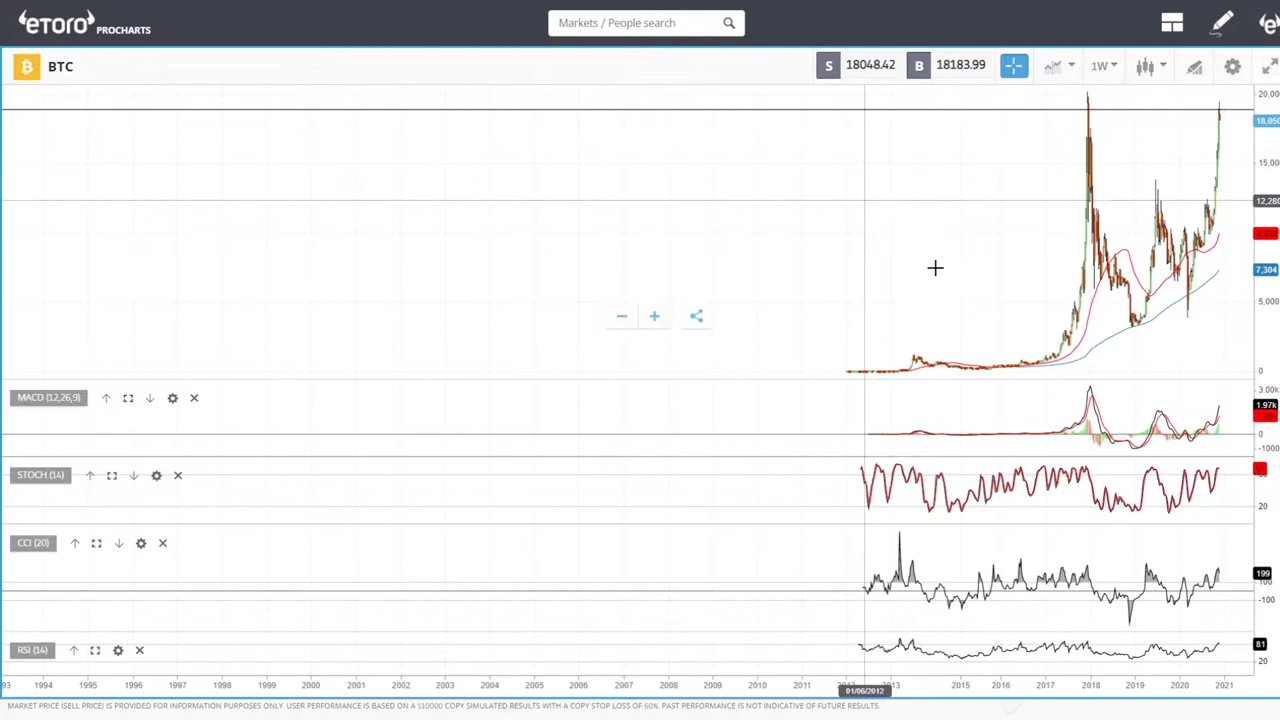 eTORO PROCHARTS
Markets / People search
BTC
S 18048.42 B 18183.99
1W
20,00
18,050
15,00
12,280
7,304
5,000
0
MACD (12,26,9)
3.00k
1.97k
0
-1000
STOCH (14)
20
CCI (20)
199
100
-100
RSI (14)
81
20
93 1994 1995 1996 1997 1998 1999 2000 2001 2002 2003 2004 2005 2006 2007 2008 2009 2010 2011 2012 2013 2015 2016 2017 2018 2019 2020 2021
01/06/2012
MARKET PRICE (SELL PRICE) IS PROVIDED FOR INFORMATION PURPOSES ONLY. USER PERFORMANCE IS BASED ON A $10000 COPY SIMULATED RESULTS WITH A COPY STOP LOSS OF 60%. PAST PERFORMANCE IS NOT INDICATIVE OF FUTURE RESULTS.